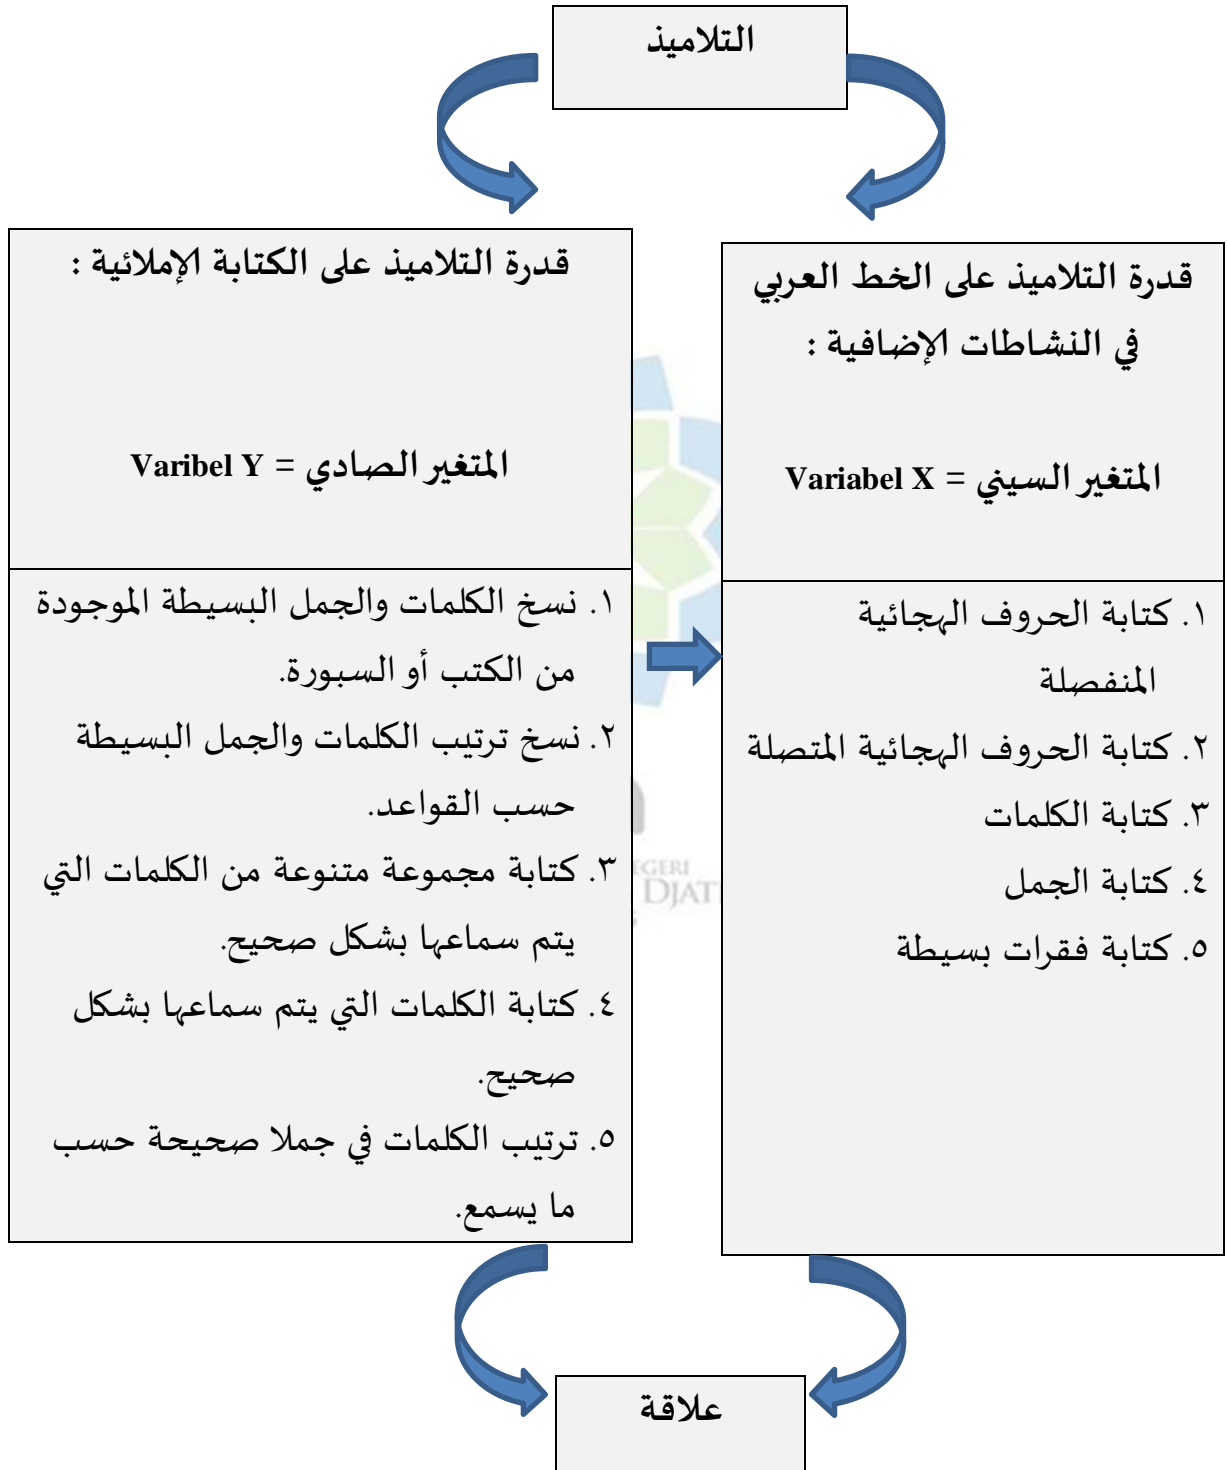 التلاميذ
قدرة التلاميذ على الخط العربي
في النشاطات الإضافية :
المتغير السيني = Variabel X
١. كتابة الحروف الهجائية
المنفصلة
٢. كتابة الحروف الهجائية المتصلة
٣. كتابة الكلمات
٤. كتابة الجمل
٥. كتابة فقرات بسيطة
قدرة التلاميذ على الكتابة الإملائية :
المتغير الصادي = Varibel Y
١. نسخ الكلمات والجمل البسيطة الموجودة
من الكتب أو السبورة.
٢. نسخ ترتيب الكلمات والجمل البسيطة
حسب القواعد.
٣. كتابة مجموعة متنوعة من الكلمات التي
يتم سماعها بشكل صحيح.
٤. كتابة الكلمات التي يتم سماعها بشكل
صحيح.
٥. ترتيب الكلمات في جملا صحيحة حسب
ما يسمع.
علاقة